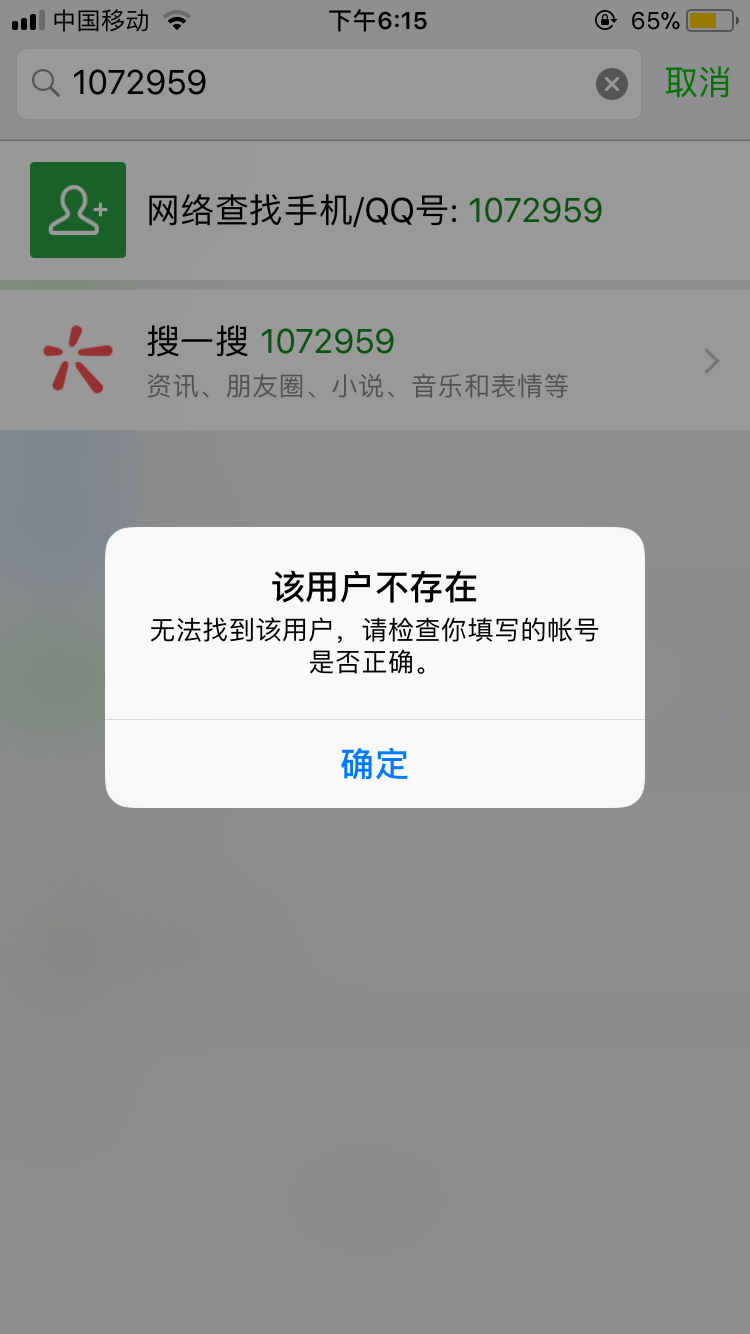 中国移动 下午6:15 65%
1072959 取消
网络查找手机/QQ号: 1072959
搜一搜 1072959
资讯、朋友圈、小说、音乐和表情等
该用户不存在
无法找到该用户，请检查你填写的帐号
是否正确。
确定